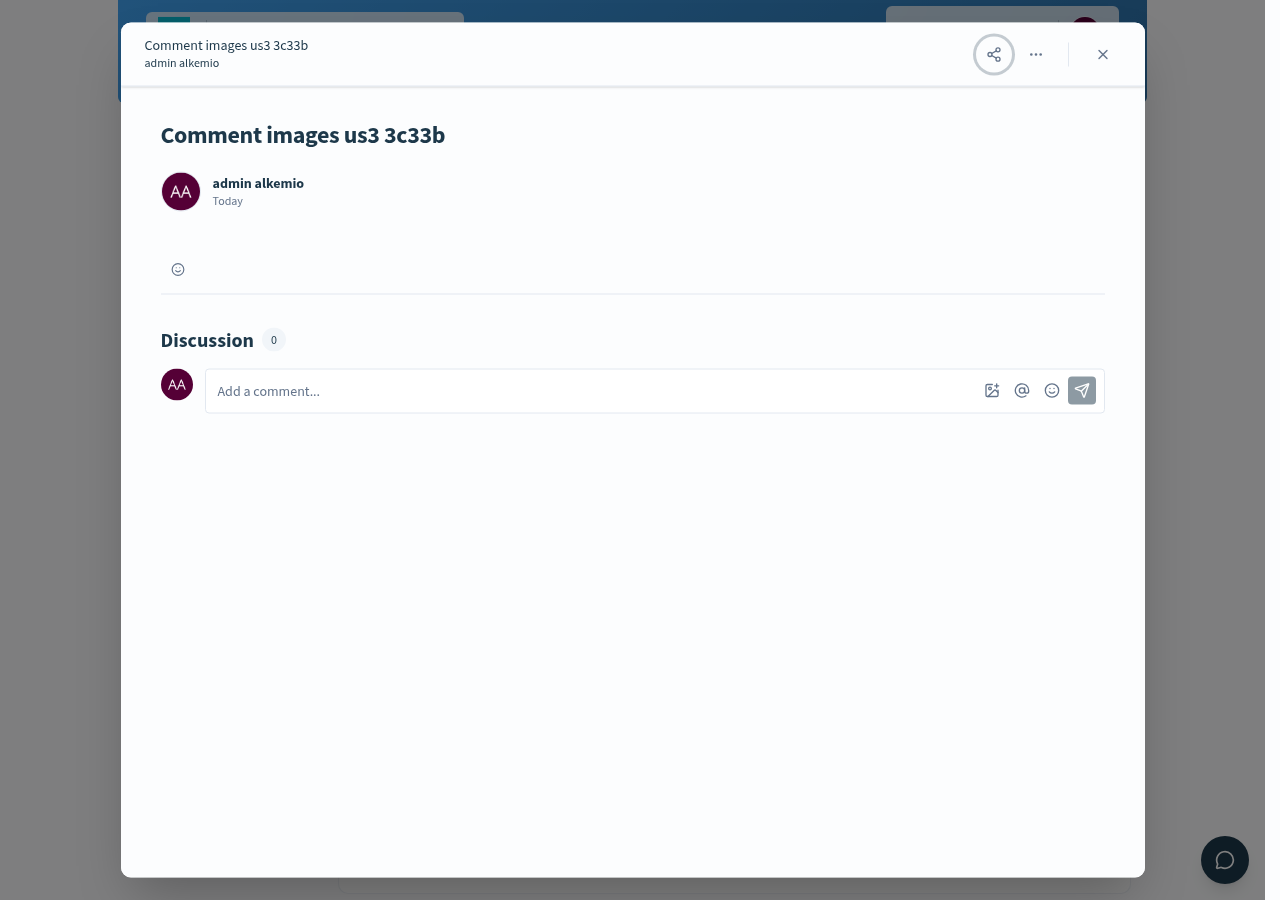 Comment images us3 3c33b
admin alkemio
Comment images us3 3c33b
AA
admin alkemio
Today
Discussion 0
AA
Add a comment...